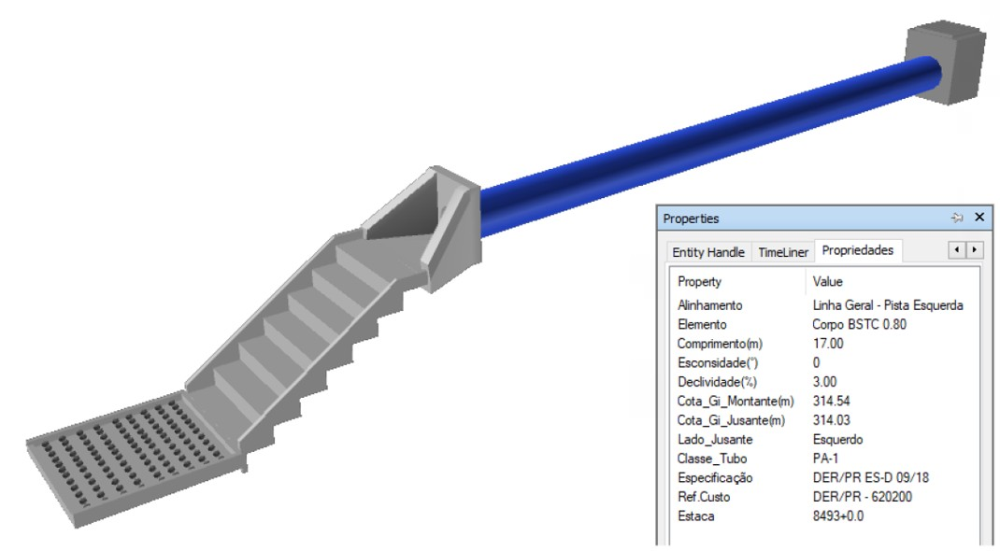 Properties
Entity Handle TimeLiner Propriedades
Property Value
Alinhamento Linha Geral - Pista Esquerda
Elemento Corpo BSTC 0.80
Comprimento(m) 17.00
Esconsidade(°) 0
Declividade(%) 3.00
Cota_Gi_Montante(m) 314.54
Cota_Gi_Jusante(m) 314.03
Lado_Jusante Esquerdo
Classe_Tubo PA-1
Especificação DER/PR ES-D 09/18
Ref.Custo DER/PR - 620200
Estaca 8493+0.0